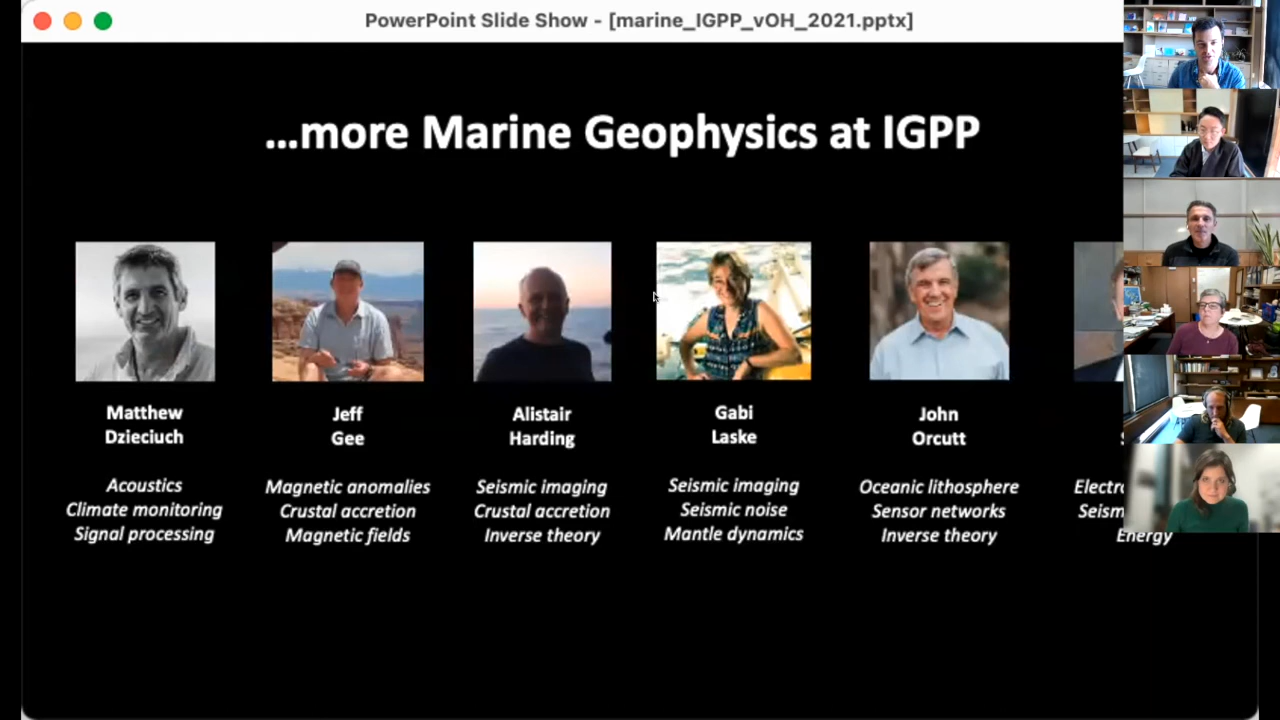 PowerPoint Slide Show - [marine_IGPP_vOH_2021.pptx]
...more Marine Geophysics at IGPP
Matthew
Dzieciuch
Acoustics
Climate monitoring
Signal processing
Jeff
Gee
Magnetic anomalies
Crustal accretion
Magnetic fields
Alistair
Harding
Seismic imaging
Crustal accretion
Inverse theory
Gabi
Laske
Seismic imaging
Seismic noise
Mantle dynamics
John
Orcutt
Oceanic lithosphere
Sensor networks
Inverse theory
Energy